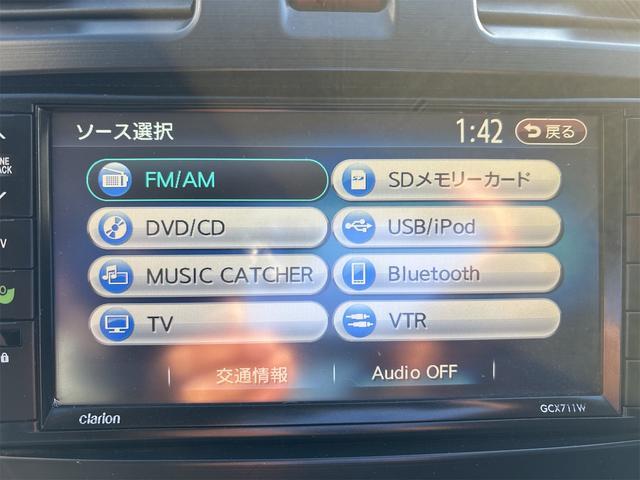 ソース選択
1:42
戻る
FM/AM
SDメモリーカード
DVD/CD
USB/iPod
MUSIC CATCHER
Bluetooth
TV
VTR
交通情報
Audio OFF
clarion
GCX711W